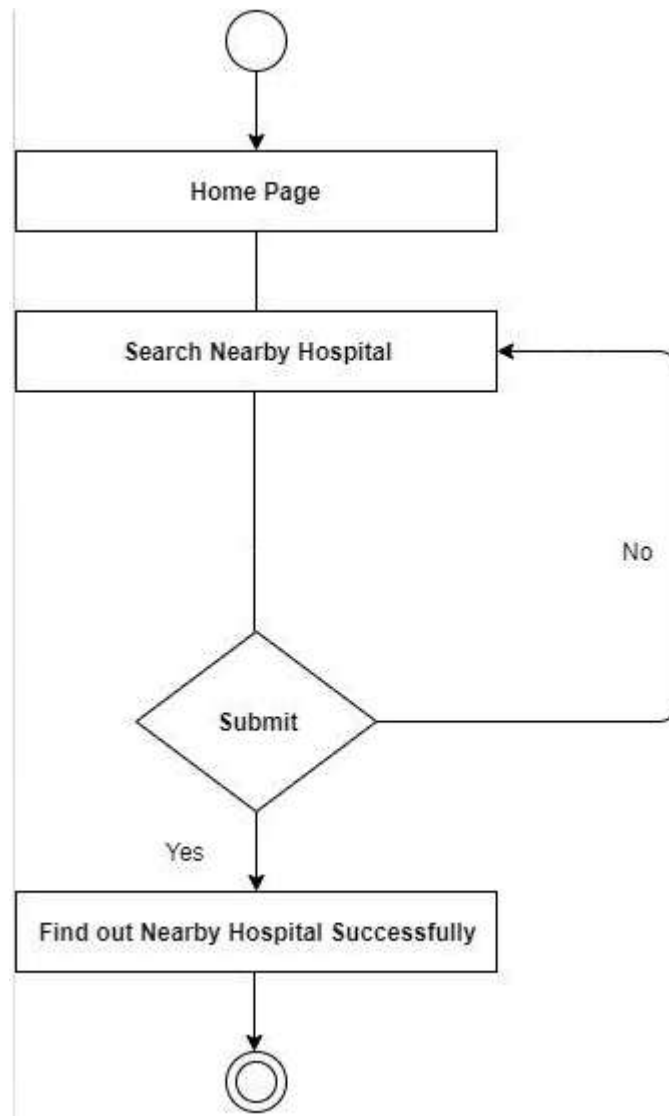 Home Page
Search Nearby Hospital
No
Submit
Yes
Find out Nearby Hospital Successfully